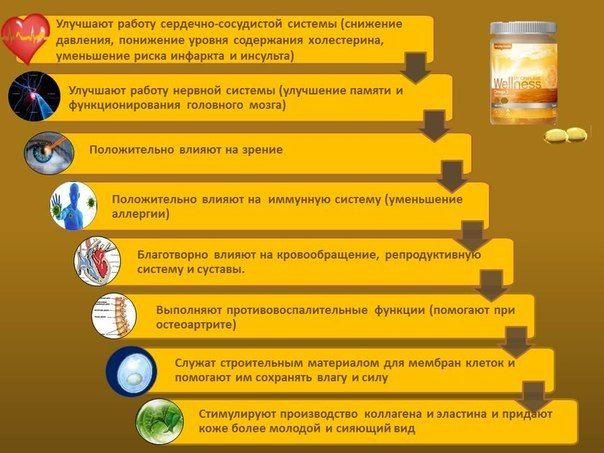 Улучшают работу сердечно-сосудистой системы (снижение
давления, понижение уровня содержания холестерина,
уменьшение риска инфаркта и инсульта)
Wellness
Улучшают работу нервной системы (улучшение памяти и
функционирования головного мозга)
Положительно влияют на зрение
Положительно влияют на иммунную систему (уменьшение
аллергии)
Благотворно влияют на кровообращение, репродуктивную
систему и суставы.
Выполняют противовоспалительные функции (помогают при
остеоартрите)
Служат строительным материалом для мембран клеток и
помогают им сохранять влагу и силу
Стимулируют производство коллагена и эластина и придают
коже более молодой и сияющий вид